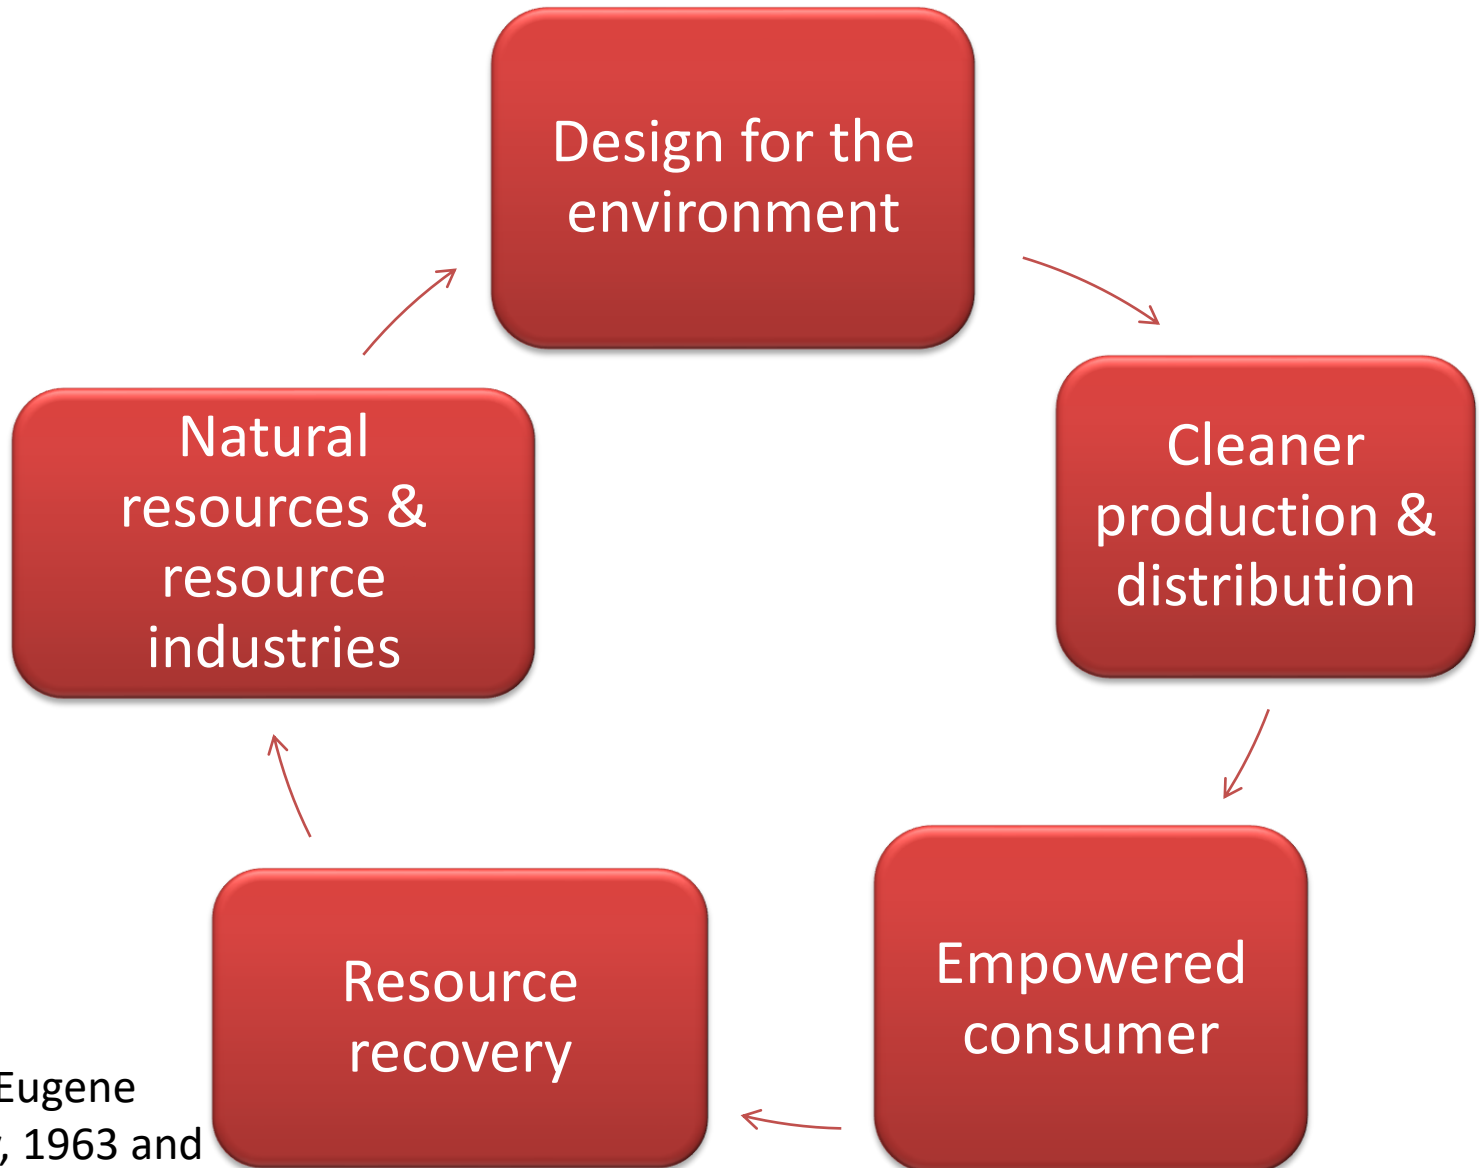 Design for the
environment
Cleaner
production &
distribution
Empowered
consumer
Resource
recovery
Natural
resources &
resource
industries
Eugene
, 1963 and